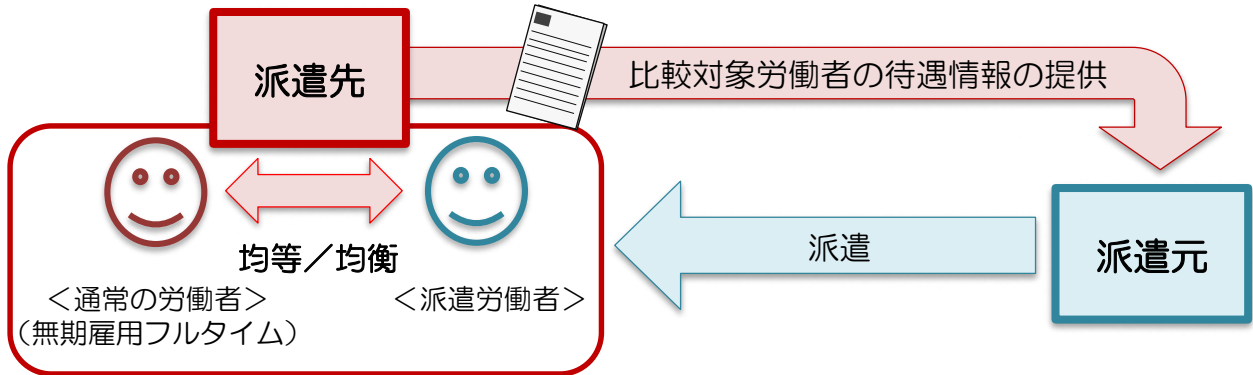 派遣先
比較対象労働者の待遇情報の提供
均等／均衡
＜通常の労働者＞
（無期雇用フルタイム）
＜派遣労働者＞
派遣
派遣元